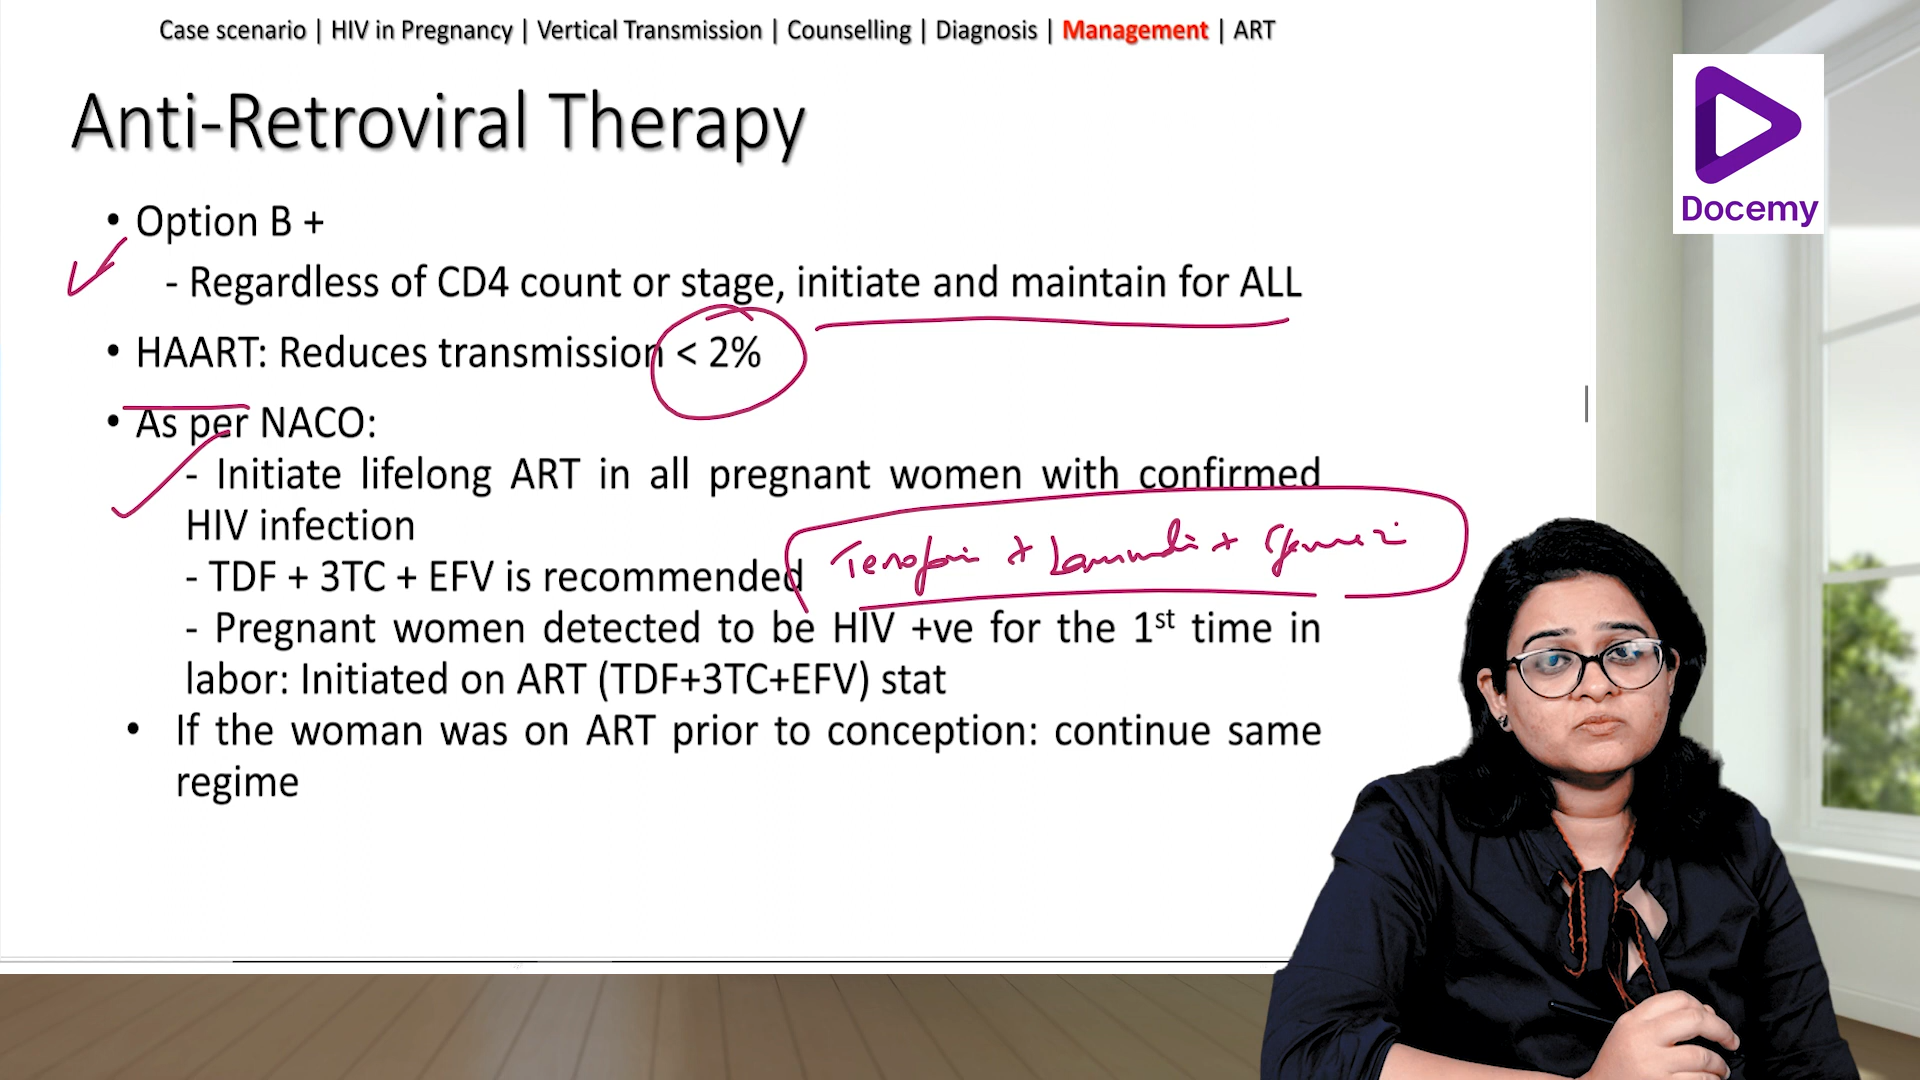 Case scenario | HIV in Pregnancy | Vertical Transmission | Counselling | Diagnosis | Management | ART
Anti-Retroviral Therapy
Docemy
• Option B +
- Regardless of CD4 count or stage, initiate and maintain for ALL
• HAART: Reduces transmission < 2%
• As per NACO:
- Initiate lifelong ART in all pregnant women with confirmed
HIV infection
- TDF + 3TC + EFV is recommended
- Pregnant women detected to be HIV +ve for the 1st time in
labor: Initiated on ART (TDF+3TC+EFV) stat
• If the woman was on ART prior to conception: continue same
regime